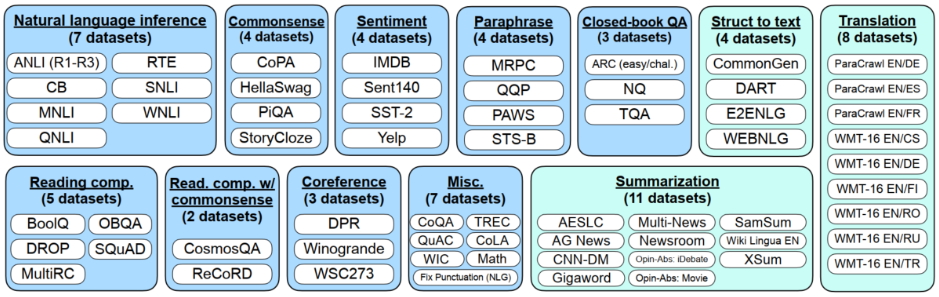 Natural language inference
(7 datasets)
ANLI (R1-R3)
RTE
CB
SNLI
MNLI
WNLI
QNLI
Commonsense
(4 datasets)
CoPA
HellaSwag
PiQA
StoryCloze
Sentiment
(4 datasets)
IMDB
Sent140
SST-2
Yelp
Paraphrase
(4 datasets)
MRPC
QQP
PAWS
STS-B
Closed-book QA
(3 datasets)
ARC (easy/chal.)
NQ
TQA
Struct to text
(4 datasets)
CommonGen
DART
E2ENLG
WEBNLG
Translation
(8 datasets)
ParaCrawl EN/DE
ParaCrawl EN/ES
ParaCrawl EN/FR
WMT-16 EN/CS
WMT-16 EN/DE
WMT-16 EN/FI
WMT-16 EN/RO
WMT-16 EN/RU
WMT-16 EN/TR
Reading comp.
(5 datasets)
BoolQ
OBQA
DROP
SQuAD
MultiRC
Read. comp. w/
commonsense
(2 datasets)
CosmosQA
ReCoRD
Coreference
(3 datasets)
DPR
Winogrande
WSC273
Misc.
(7 datasets)
CoQA
TREC
QuAC
CoLA
WIC
Math
Fix Punctuation (NLG)
Summarization
(11 datasets)
AESLC
Multi-News
SamSum
AG News
Newsroom
Wiki Lingua EN
CNN-DM
Opin-Abs: iDebate
XSum
Gigaword
Opin-Abs: Movie